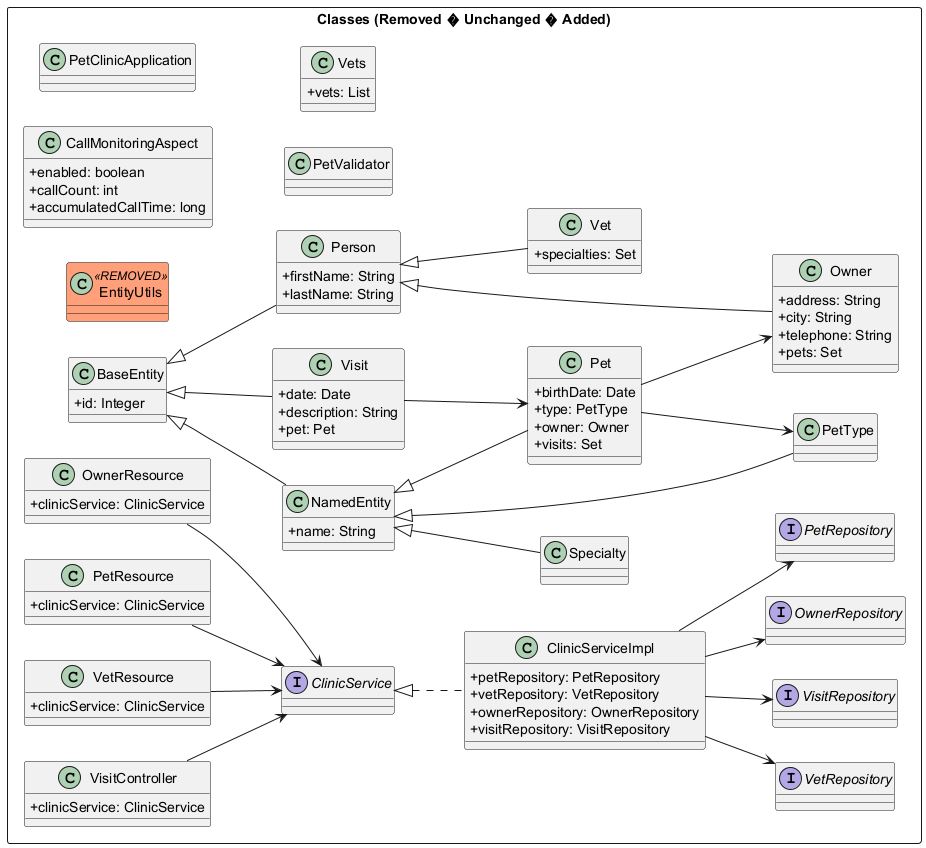 Classes (Removed � Unchanged � Added)
C PetClinicApplication
C Vets
+vets: List
C CallMonitoringAspect
+enabled: boolean
+callCount: int
+accumulatedCallTime: long
C PetValidator
C «REMOVED»
EntityUtils
C Person
+firstName: String
+lastName: String
C Vet
+specialties: Set
C Owner
+address: String
+city: String
+telephone: String
+pets: Set
C BaseEntity
+id: Integer
C Visit
+date: Date
+description: String
+pet: Pet
C Pet
+birthDate: Date
+type: PetType
+owner: Owner
+visits: Set
C PetType
C OwnerResource
+clinicService: ClinicService
C NamedEntity
+name: String
C Specialty
I PetRepository
C PetResource
+clinicService: ClinicService
I OwnerRepository
C VetResource
+clinicService: ClinicService
I ClinicService
C ClinicServiceImpl
+petRepository: PetRepository
+vetRepository: VetRepository
+ownerRepository: OwnerRepository
+visitRepository: VisitRepository
I VisitRepository
C VisitController
+clinicService: ClinicService
I VetRepository